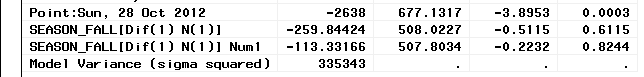 Point:Sun, 28 Oct 2012 -2638 677.1317 -3.8953 0.0003
SEASON_FALL[Dif(1) N(1)] -259.84424 508.0227 -0.5115 0.6115
SEASON_FALL[Dif(1) N(1)] Num1 -113.33166 507.8034 -0.2232 0.8244
Model Variance (sigma squared) 335343 . . .